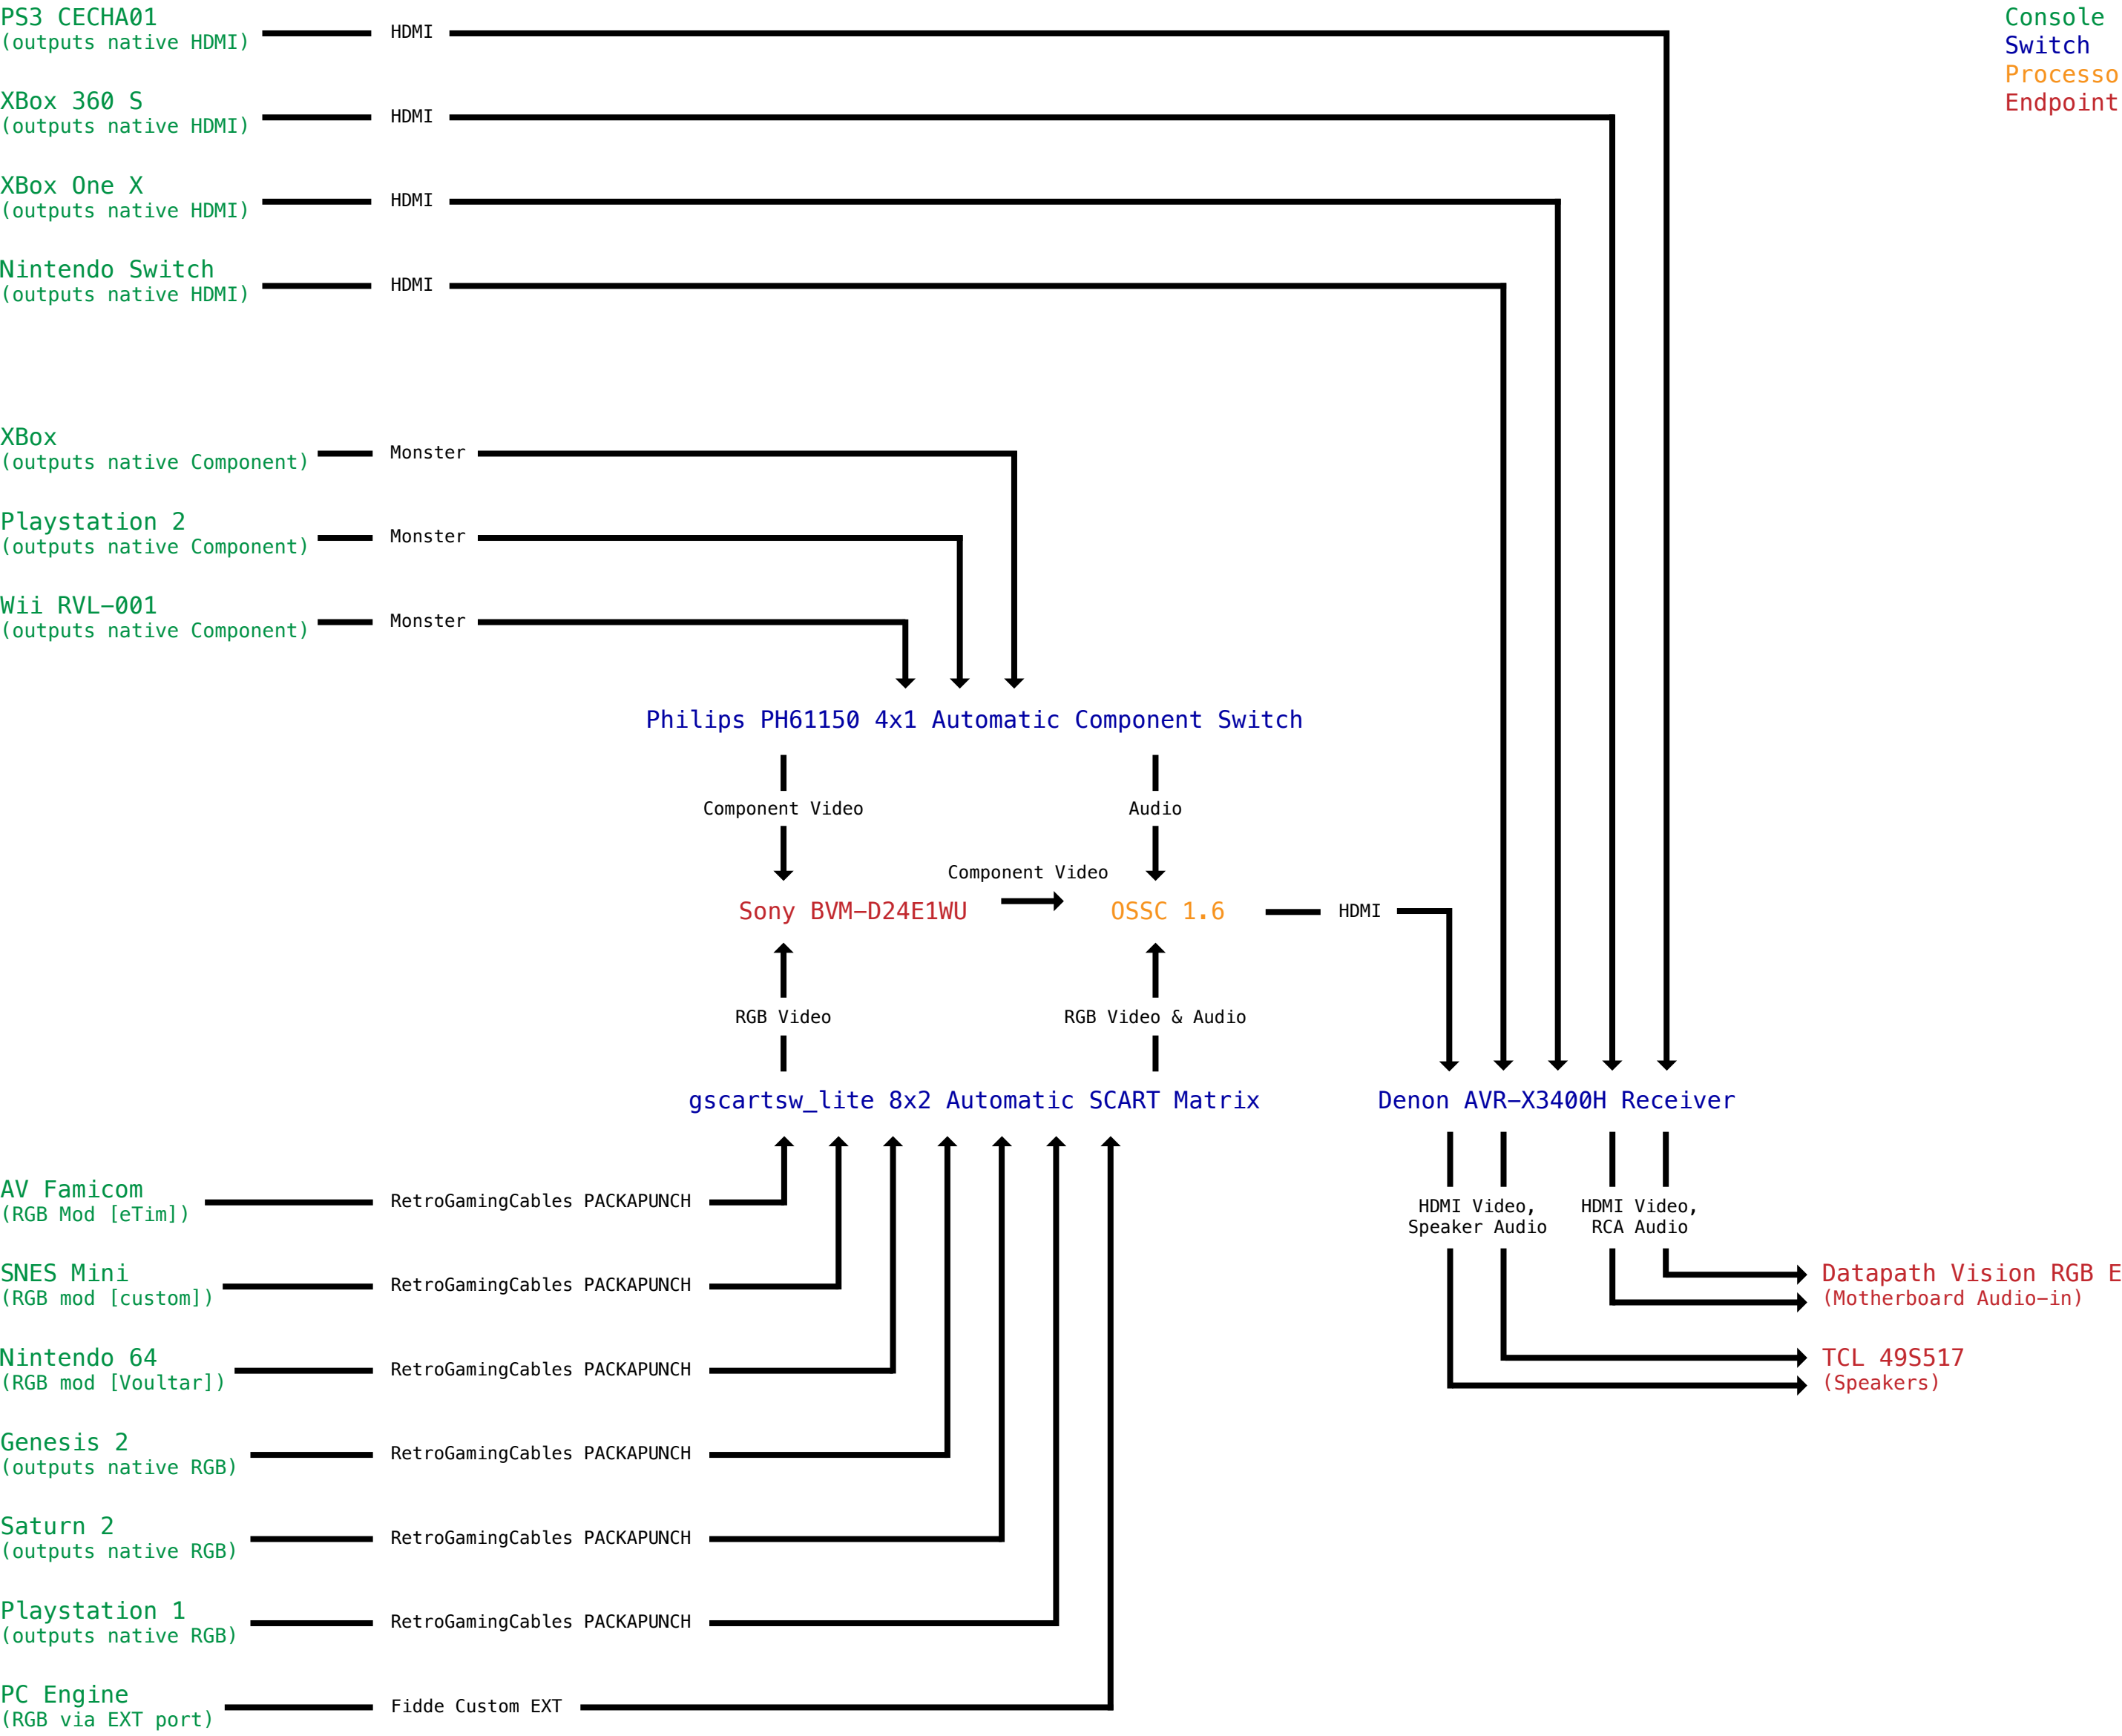 PS3 CECHA01
(outputs native HDMI)
HDMI
Console
Switch
Processo
Endpoint
XBox 360 S
(outputs native HDMI)
HDMI
XBox One X
(outputs native HDMI)
HDMI
Nintendo Switch
(outputs native HDMI)
HDMI
XBox
(outputs native Component)
Monster
Playstation 2
(outputs native Component)
Monster
Wii RVL-001
(outputs native Component)
Monster
Philips PH61150 4x1 Automatic Component Switch
Component Video
Audio
Component Video
Sony BVM-D24E1WU
OSSC 1.6
HDMI
RGB Video
RGB Video & Audio
gscartsw_lite 8x2 Automatic SCART Matrix
Denon AVR-X3400H Receiver
AV Famicom
(RGB Mod [eTim])
RetroGamingCables PACKAPUNCH
HDMI Video,
Speaker Audio
HDMI Video,
RCA Audio
SNES Mini
(RGB mod [custom])
RetroGamingCables PACKAPUNCH
Datapath Vision RGB E
(Motherboard Audio-in)
Nintendo 64
(RGB mod [Voultar])
RetroGamingCables PACKAPUNCH
TCL 49S517
(Speakers)
Genesis 2
(outputs native RGB)
RetroGamingCables PACKAPUNCH
Saturn 2
(outputs native RGB)
RetroGamingCables PACKAPUNCH
Playstation 1
(outputs native RGB)
RetroGamingCables PACKAPUNCH
PC Engine
(RGB via EXT port)
Fidde Custom EXT